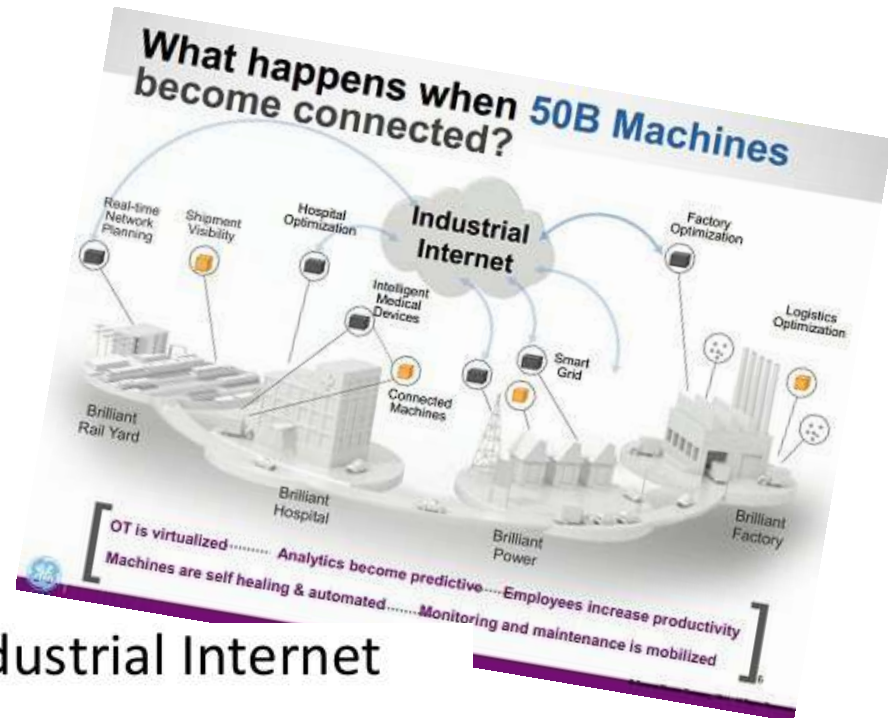 What happens when 50B Machines
become connected?
Real-time
Network
Planning
Shipment
Visibility
Hospital
Optimization
Industrial
Internet
Factory
Optimization
Intelligent
Medical
Devices
Logistics
Optimization
Smart
Grid
Connected
Machines
Brilliant
Rail Yard
Brilliant
Hospital
Brilliant
Power
Brilliant
Factory
OT is virtualized.......... Analytics become predictive.....Employees increase productivity
Machines are self healing & automated........Monitoring and maintenance is mobilized
6
dustrial Internet